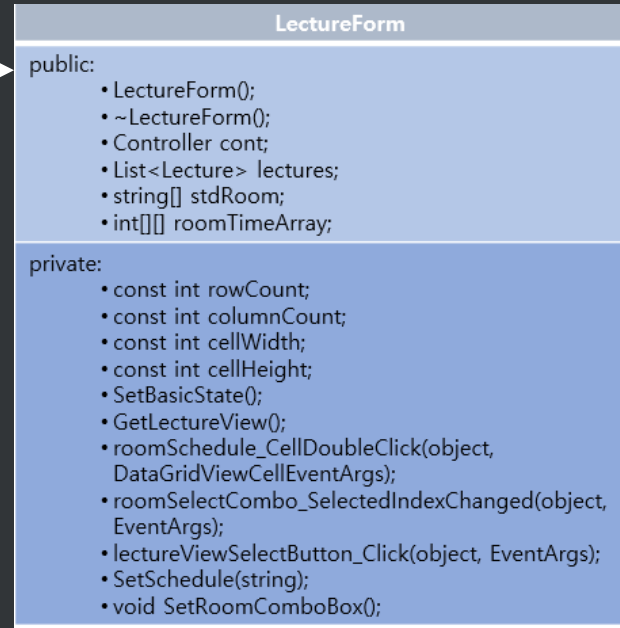 LectureForm
public:
• LectureForm();
• ~LectureForm();
• Controller cont;
• List<Lecture> lectures;
• string[] stdRoom;
• int[][] roomTimeArray;
private:
• const int rowCount;
• const int columnCount;
• const int cellWidth;
• const int cellHeight;
• SetBasicState();
• GetLectureView();
• roomSchedule_CellDoubleClick(object,
DataGridViewCellEventArgs);
• roomSelectCombo_SelectedIndexChanged(object,
EventArgs);
• lectureViewSelectButton_Click(object, EventArgs);
• SetSchedule(string);
• void SetRoomComboBox();